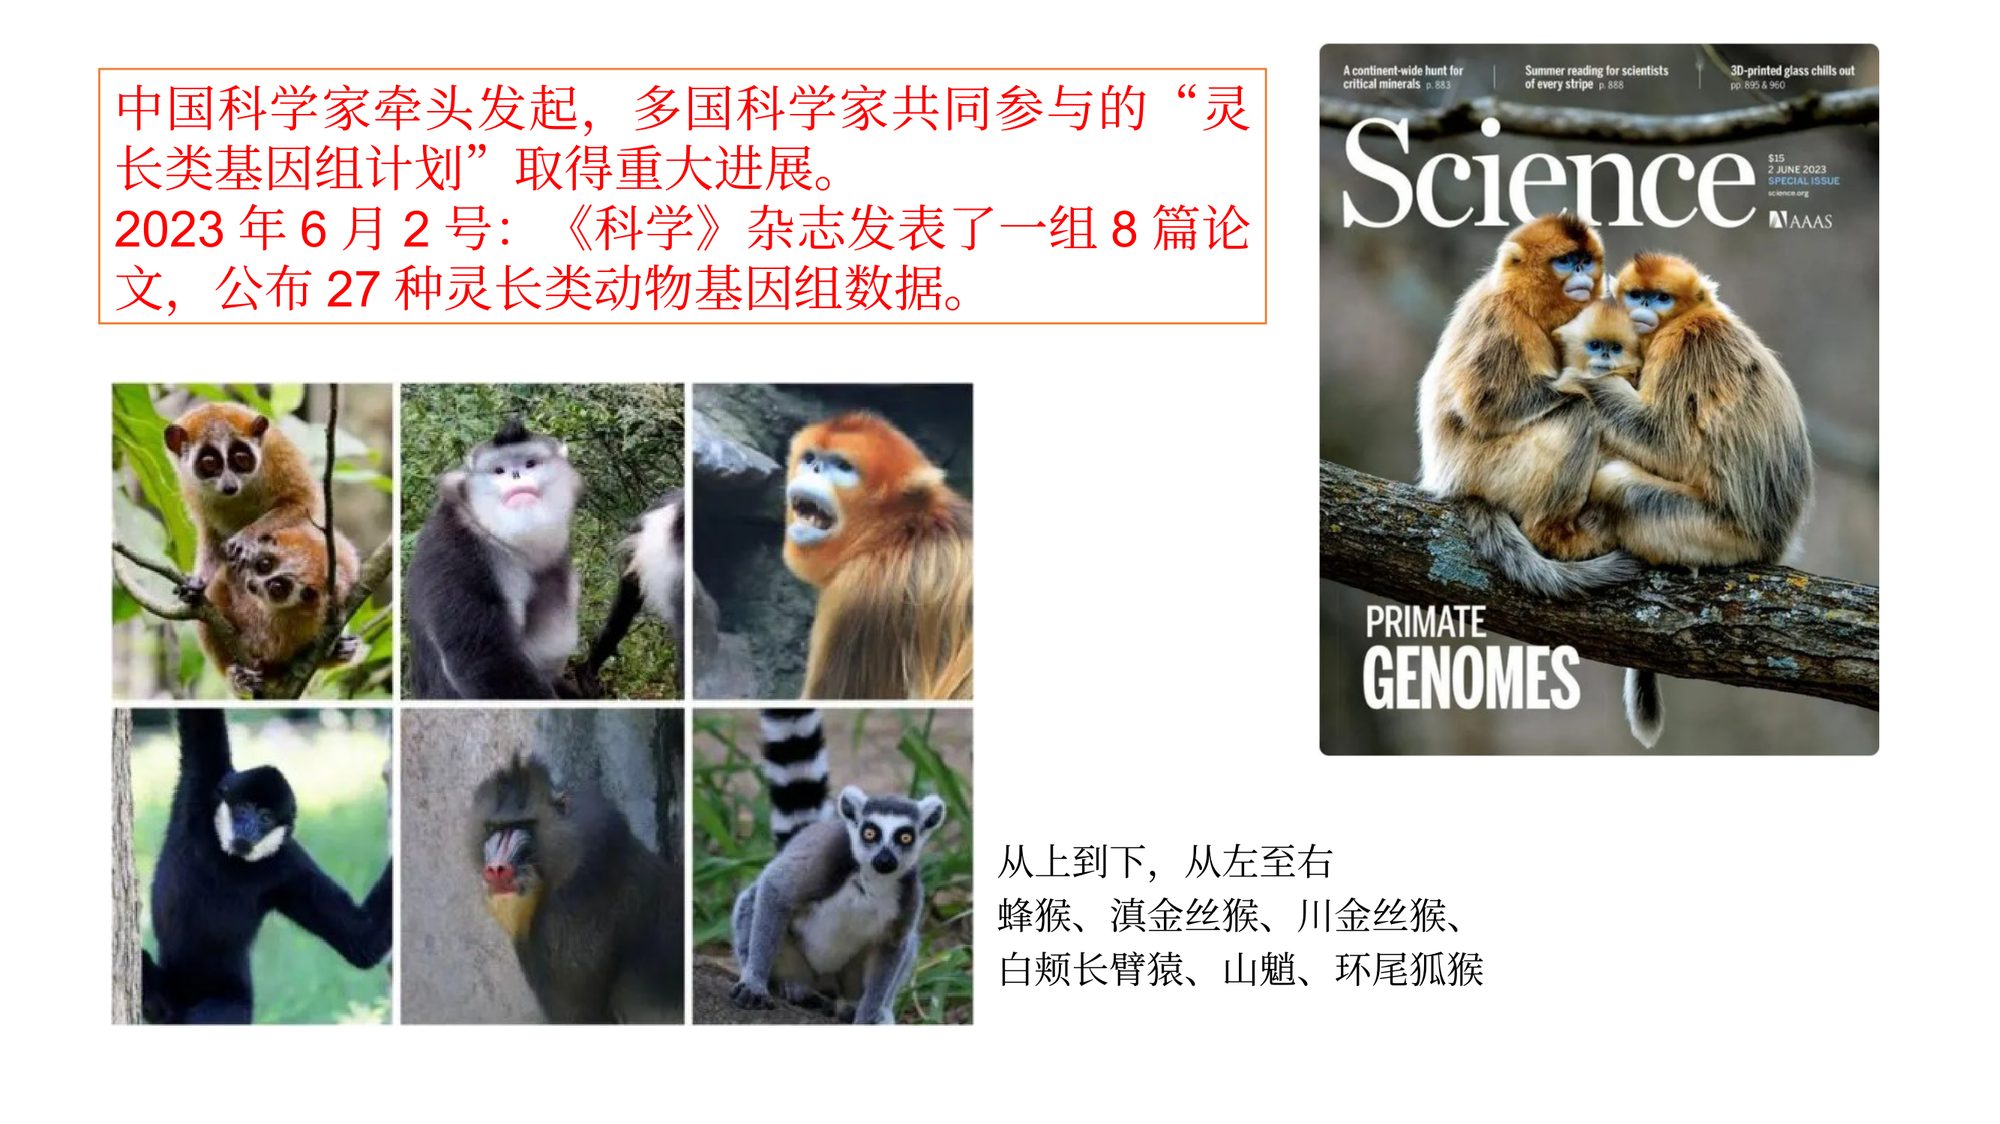 中国科学家牵头发起，多国科学家共同参与的“灵
长类基因组计划”取得重大进展。
2023 年 6 月 2 号：《科学》杂志发表了一组 8 篇论
文，公布 27 种灵长类动物基因组数据。
A continent-wide hunt for
critical minerals p. 883
Summer reading for scientists
of every stripe p. 888
3D-printed glass chills out
pp. 895 & 960
Science
$15
2 JUNE 2023
SPECIAL ISSUE
science.org
AAAS
PRIMATE
GENOMES
从上到下，从左至右
蜂猴、滇金丝猴、川金丝猴、
白颊长臂猿、山魈、环尾狐猴